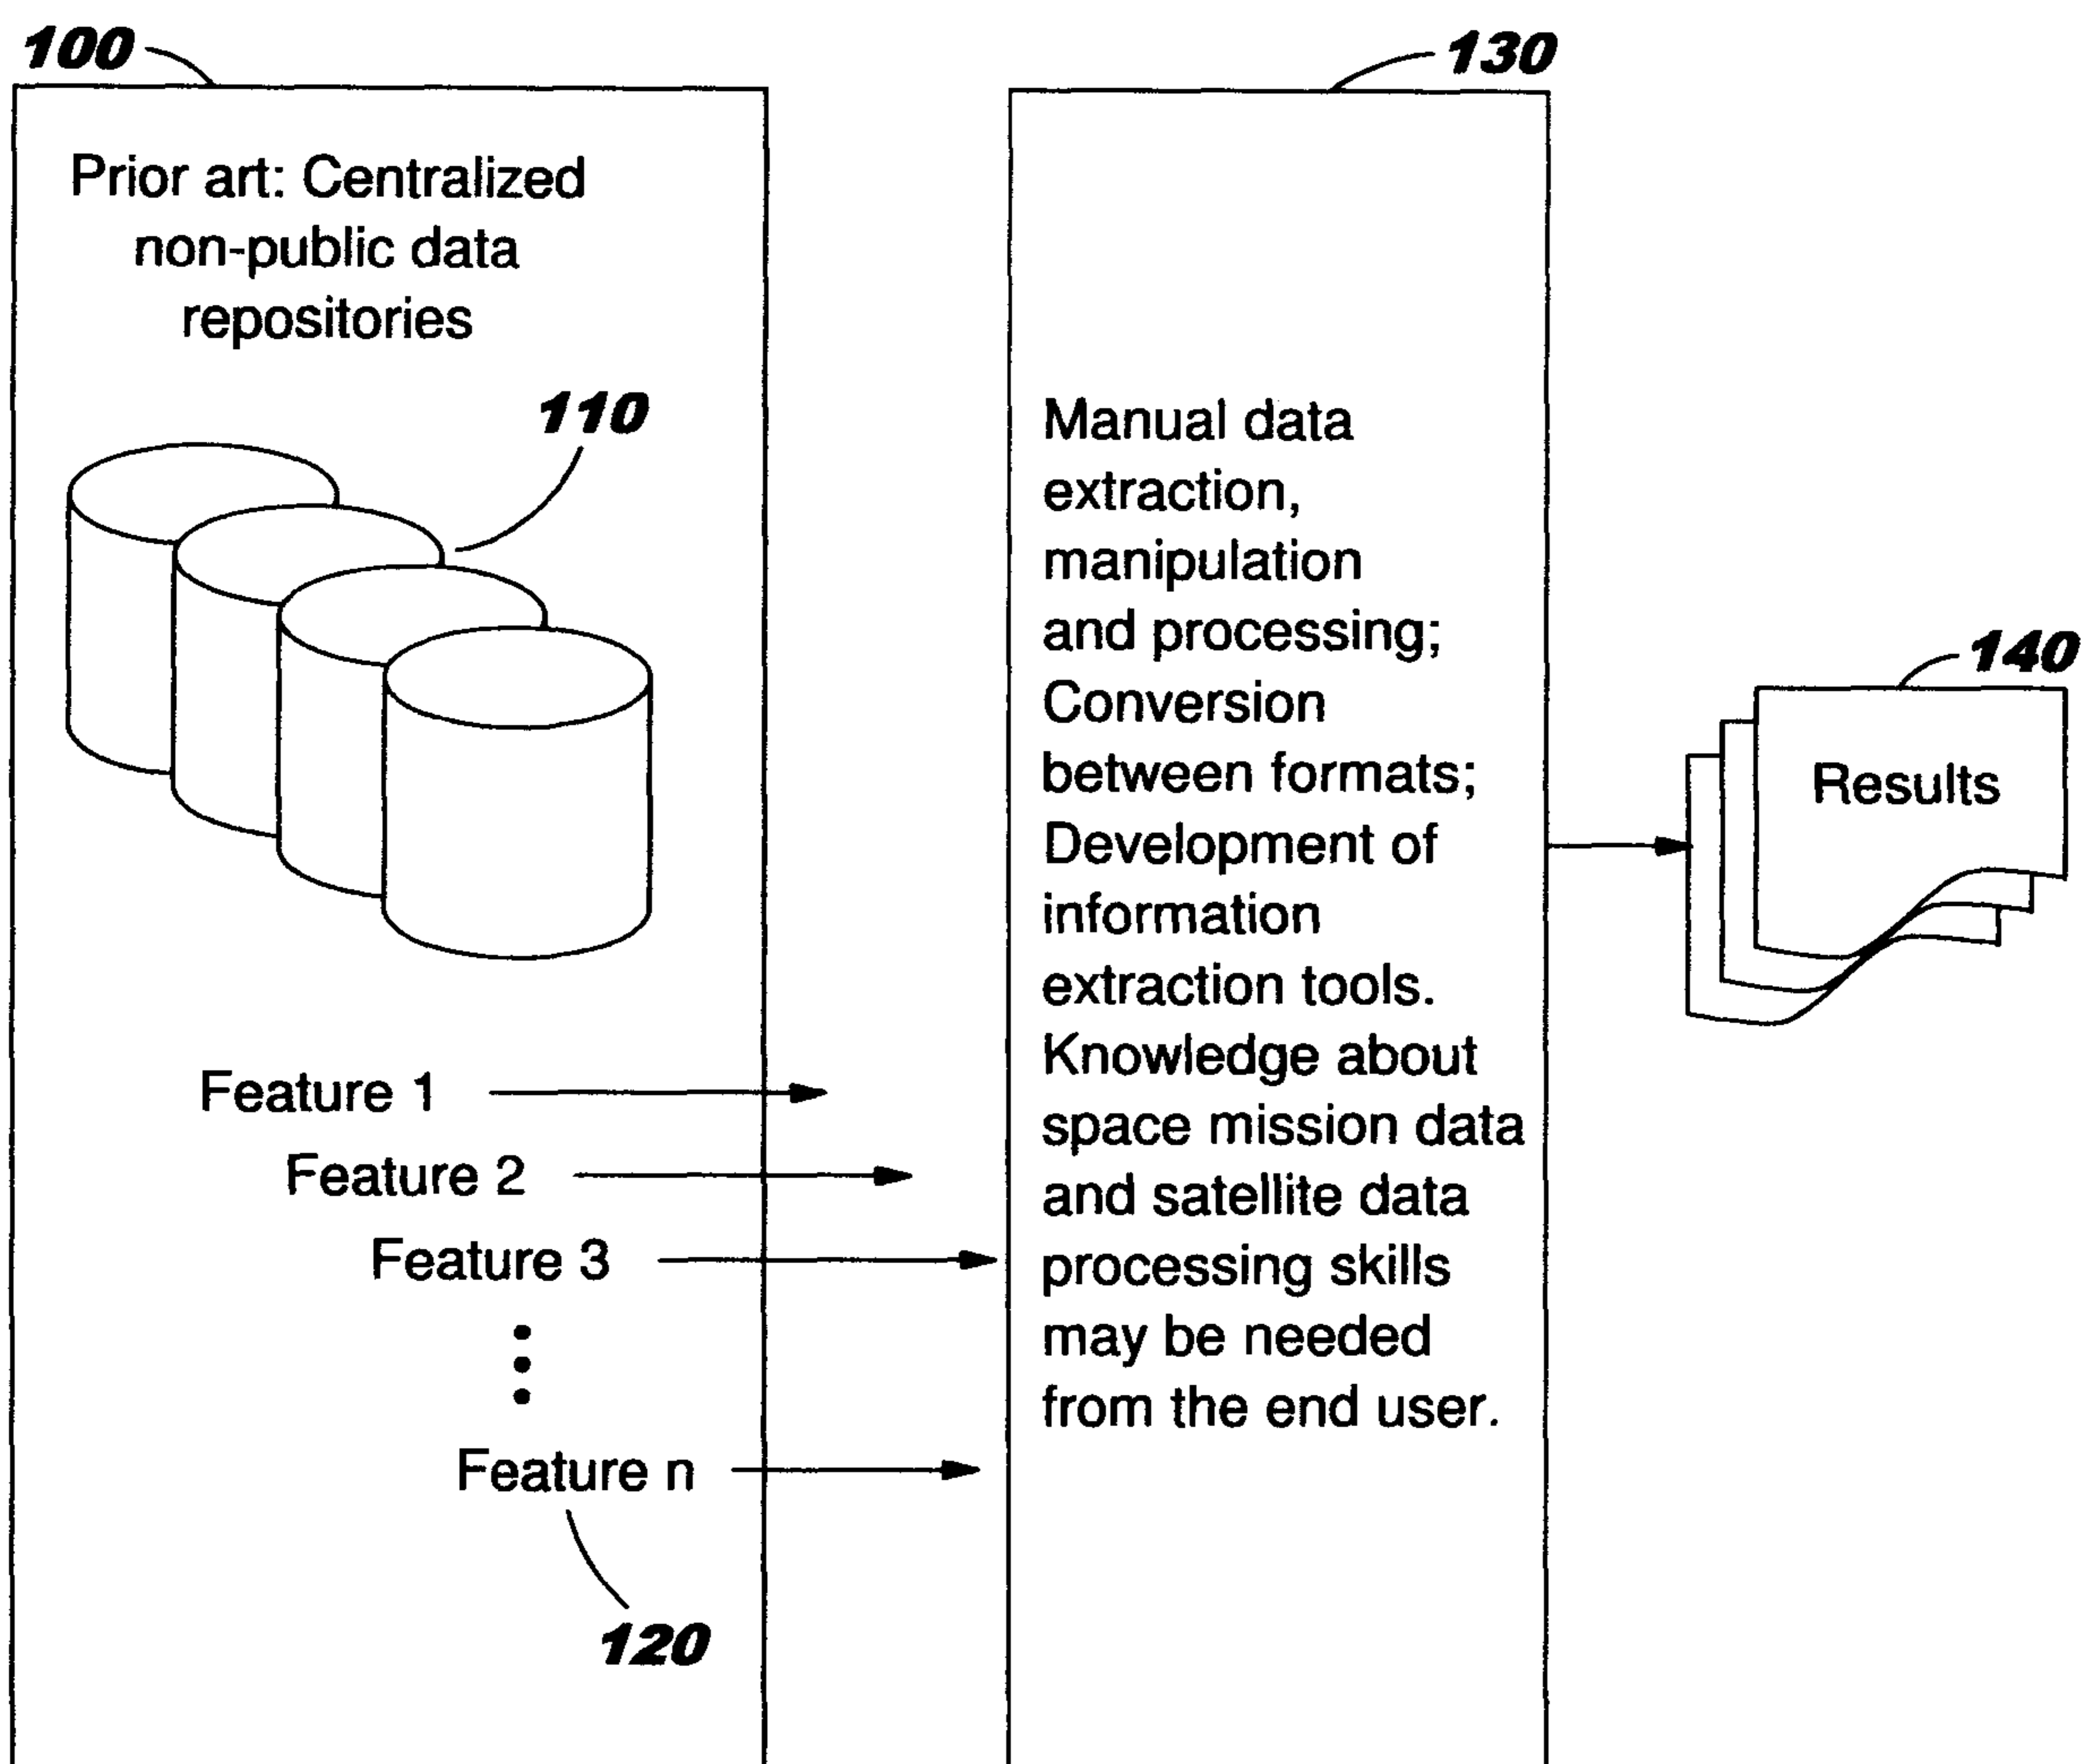 100
Prior art: Centralized
non-public data
repositories
110
Feature 1
Feature 2
Feature 3
Feature n
120
130
Manual data
extraction,
manipulation
and processing;
Conversion
between formats;
Development of
information
extraction tools.
Knowledge about
space mission data
and satellite data
processing skills
may be needed
from the end user.
140
Results